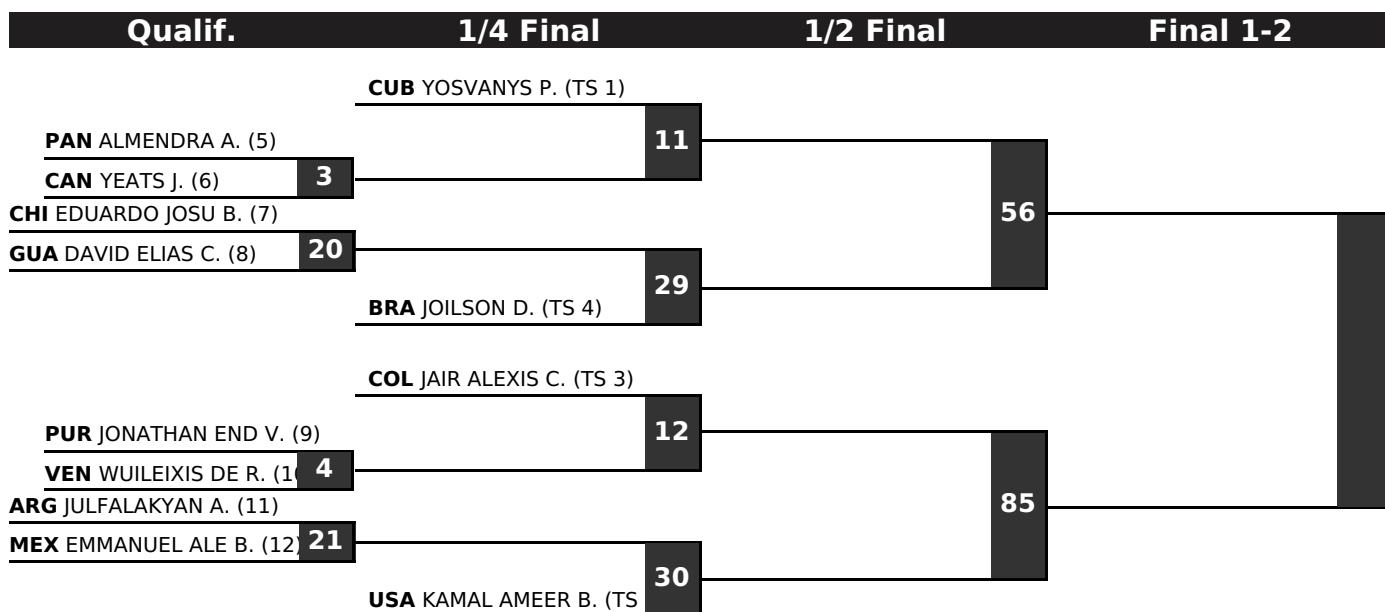 Qualif. 1/4 Final 1/2 Final Final 1-2
CUB YOSVANYS P. (TS 1)
PAN ALMENDRA A. (5)
11
CAN YEATS J. (6) 3
CHI EDUARDO JOSU B. (7)
56
GUA DAVID ELIAS C. (8) 20
29
BRA JOILSON D. (TS 4)
COL JAIR ALEXIS C. (TS 3)
PUR JONATHAN END V. (9)
12
VEN WUILEIXIS DE R. (1 4
ARG JULFALAKYAN A. (11)
85
MEX EMMANUEL ALE B. (12) 21
30
USA KAMAL AMEER B. (TS